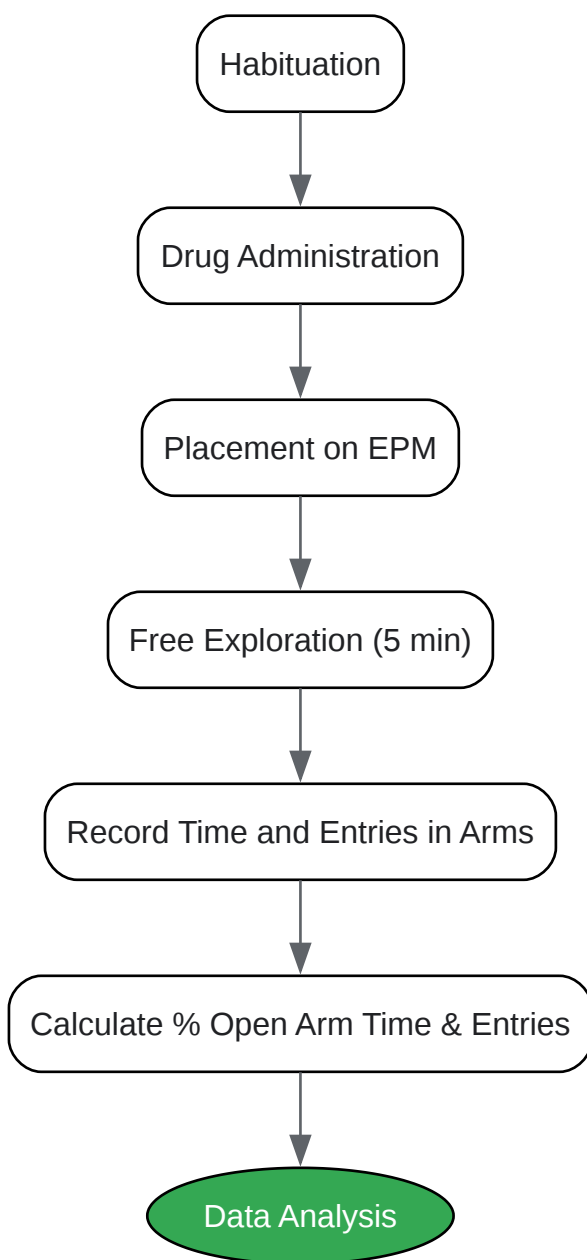 Habituation
Drug Administration
Placement on EPM
Free Exploration (5 min)
Record Time and Entries in Arms
Calculate % Open Arm Time & Entries
Data Analysis